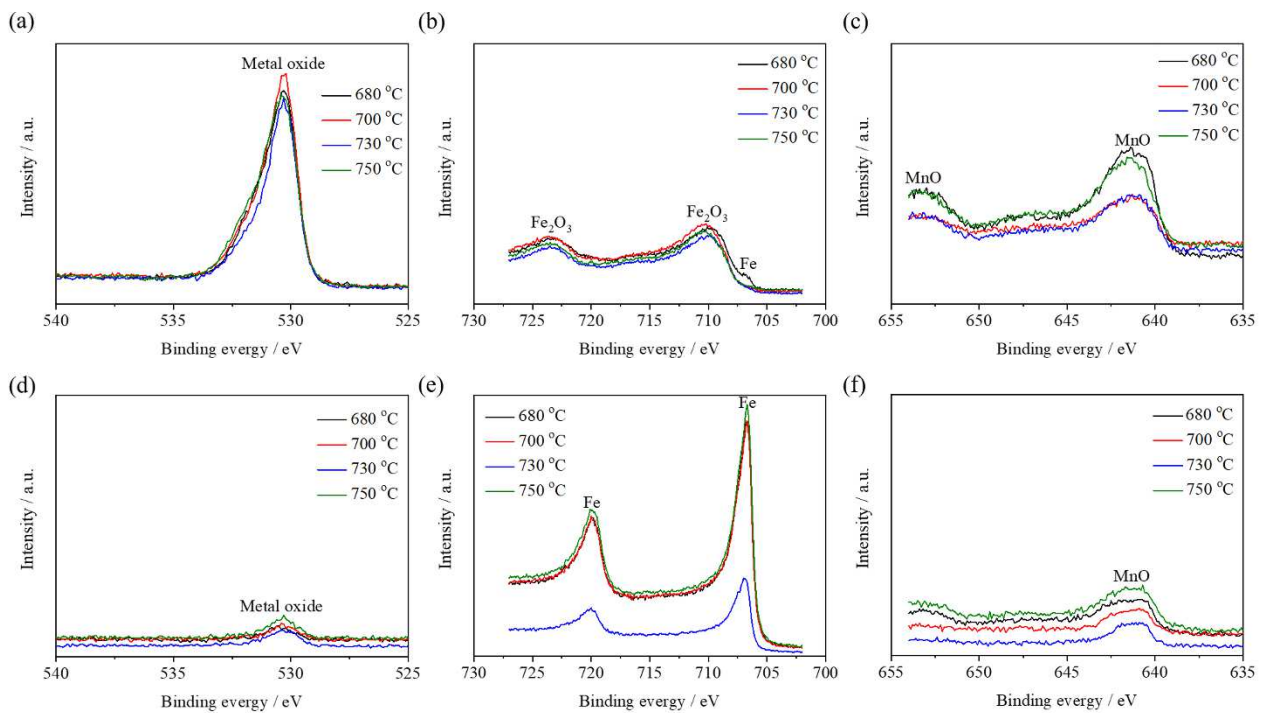 (a)
Metal oxide
680 °C
700 °C
730 °C
750 °C
Intensity / a.u.
540 535 530 525
Binding evergy / eV
(b)
680 °C
700 °C
730 °C
750 °C
Fe₂O₃
Fe₂O₃
Fe
Intensity / a.u.
730 725 720 715 710 705 700
Binding evergy / eV
(c)
680 °C
700 °C
730 °C
750 °C
MnO
MnO
Intensity / a.u.
655 650 645 640 635
Binding evergy / eV
(d)
680 °C
700 °C
730 °C
750 °C
Metal oxide
Intensity / a.u.
540 535 530 525
Binding evergy / eV
(e)
Fe
680 °C
700 °C
730 °C
750 °C
Fe
Intensity / a.u.
730 725 720 715 710 705 700
Binding evergy / eV
(f)
680 °C
700 °C
730 °C
750 °C
MnO
Intensity / a.u.
655 650 645 640 635
Binding evergy / eV